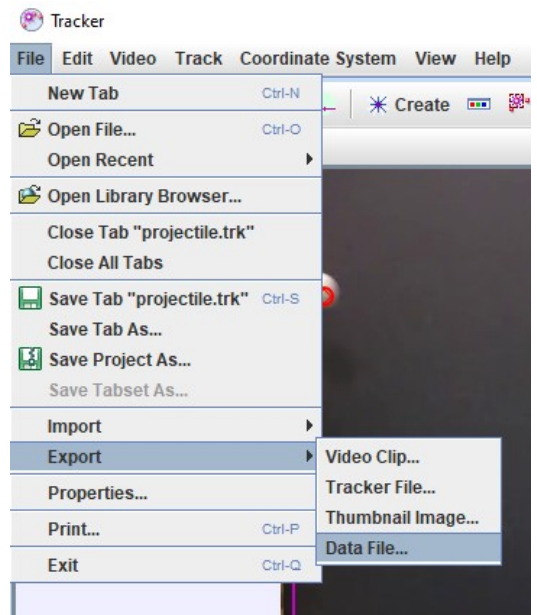 Tracker
File Edit Video Track Coordinate System View Help
New Tab Ctrl-N
Create
Open File... Ctrl-O
Open Recent
Open Library Browser...
Close Tab "projectile.trk"
Close All Tabs
Save Tab "projectile.trk" Ctrl-S
Save Tab As...
Save Project As...
Save Tabset As...
Import
Export
Video Clip...
Properties...
Tracker File...
Thumbnail Image...
Print... Ctrl-P
Data File...
Exit Ctrl-Q